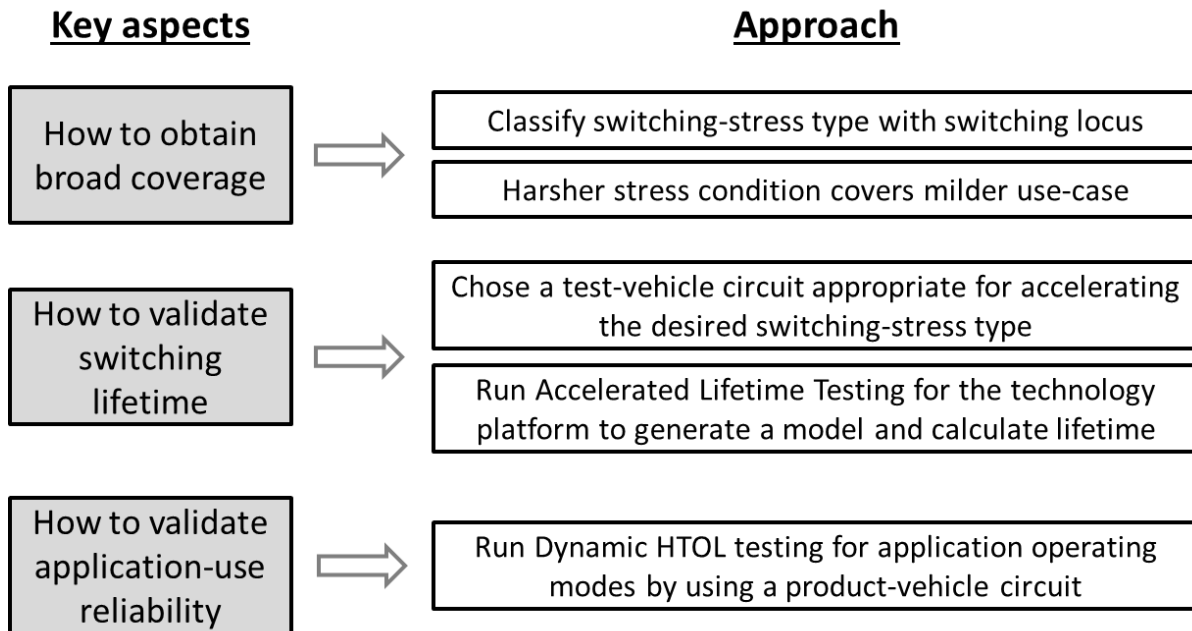 Key aspects
Approach
How to obtain
broad coverage
Classify switching-stress type with switching locus
Harsher stress condition covers milder use-case
How to validate
switching
lifetime
Chose a test-vehicle circuit appropriate for accelerating
the desired switching-stress type
Run Accelerated Lifetime Testing for the technology
platform to generate a model and calculate lifetime
How to validate
application-use
reliability
Run Dynamic HTOL testing for application operating
modes by using a product-vehicle circuit